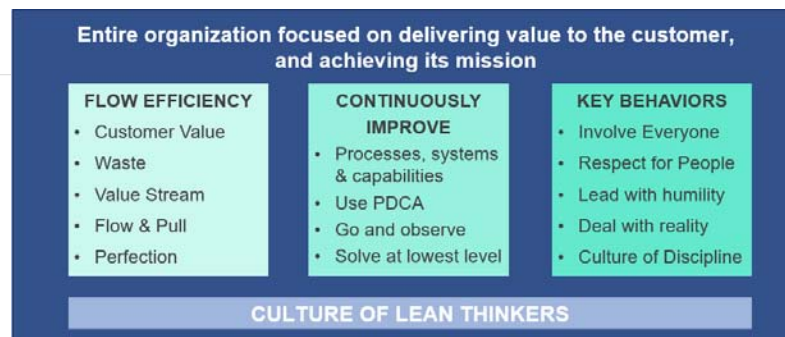 Entire organization focused on delivering value to the customer,
and achieving its mission
FLOW EFFICIENCY
• Customer Value
• Waste
• Value Stream
• Flow & Pull
• Perfection
CONTINUOUSLY
IMPROVE
• Processes, systems
& capabilities
• Use PDCA
• Go and observe
• Solve at lowest level
KEY BEHAVIORS
• Involve Everyone
• Respect for People
• Lead with humility
• Deal with reality
• Culture of Discipline
CULTURE OF LEAN THINKERS